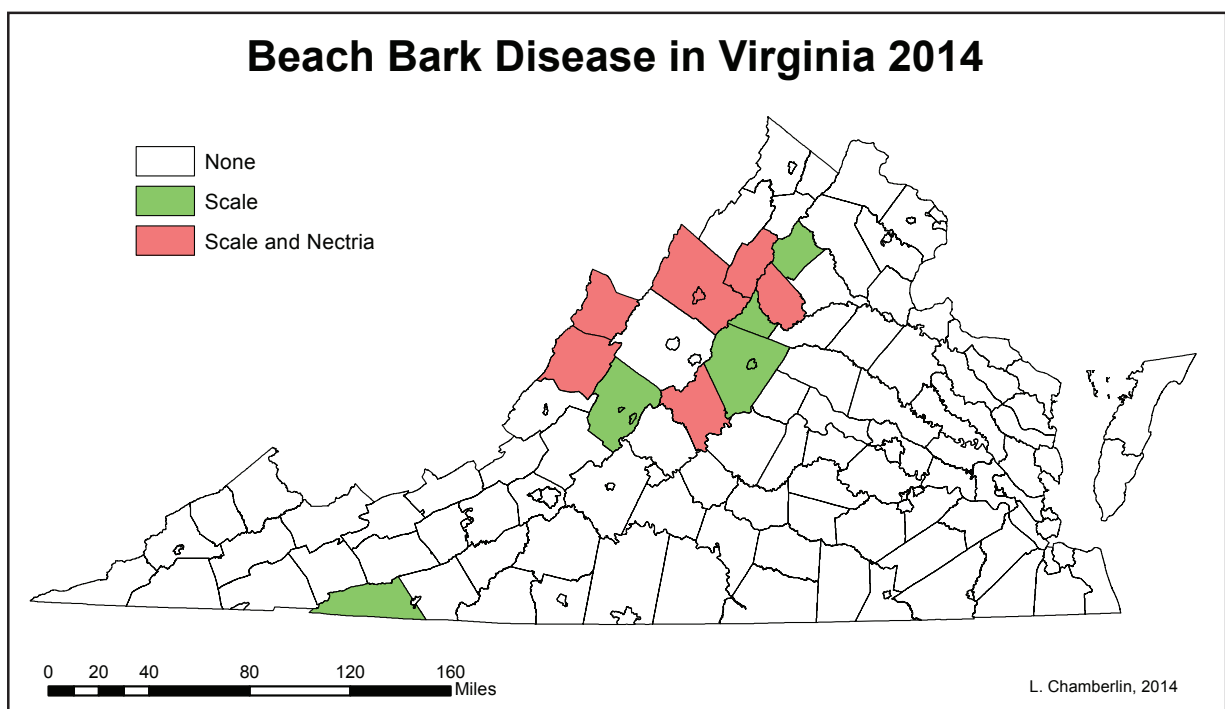 Beach Bark Disease in Virginia 2014
None
Scale
Scale and Nectria
0 20 40 80 120 160
Miles
L. Chamberlin, 2014